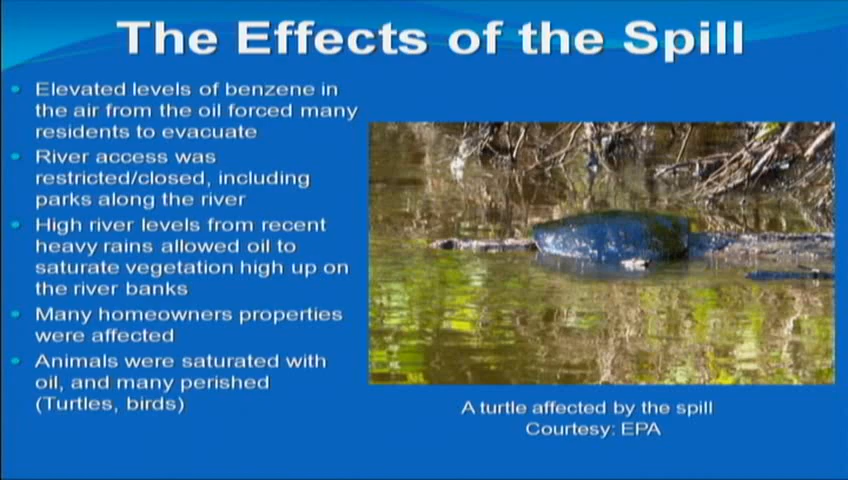 The Effects of the Spill
Elevated levels of benzene in
the air from the oil forced many
residents to evacuate
River access was
restricted/closed, including
parks along the river
High river levels from recent
heavy rains allowed oil to
saturate vegetation high up on
the river banks
Many homeowners properties
were affected
Animals were saturated with
oil, and many perished
(Turtles, birds)
A turtle affected by the spill
Courtesy: EPA